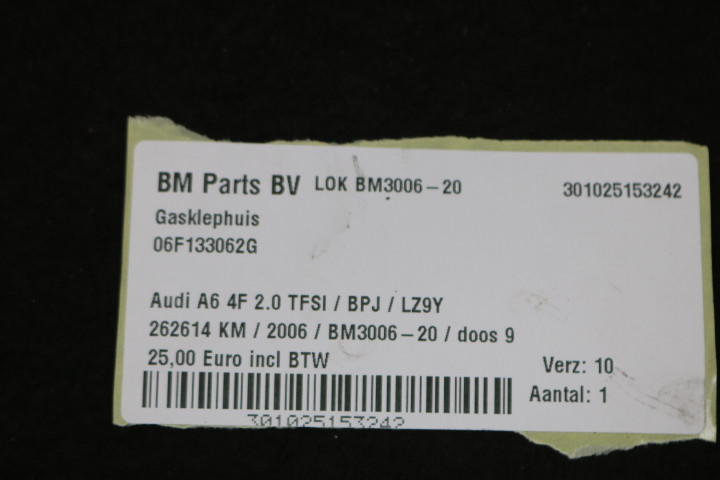 BM Parts BV LOK BM3006-20 301025153242
Gasklephuis
06F133062G
Audi A6 4F 2.0 TFSI / BPJ / LZ9Y
262614 KM / 2006 / BM3006-20 / doos 9
25,00 Euro incl BTW Verz: 10
Aantal: 1
301025153242